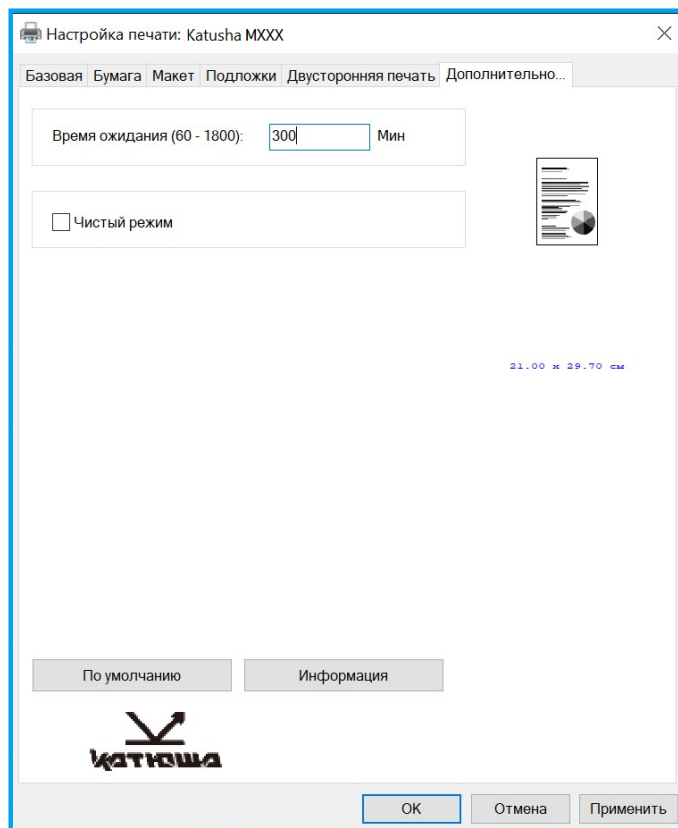 Настройка печати: Katusha MXXX
Базовая Бумага Макет Подложки Двусторонняя печать Дополнительно...
Время ожидания (60 - 1800): 300 Мин
Чистый режим
21.00 x 29.70 см
По умолчанию Информация
катюша
OK Отмена Применить